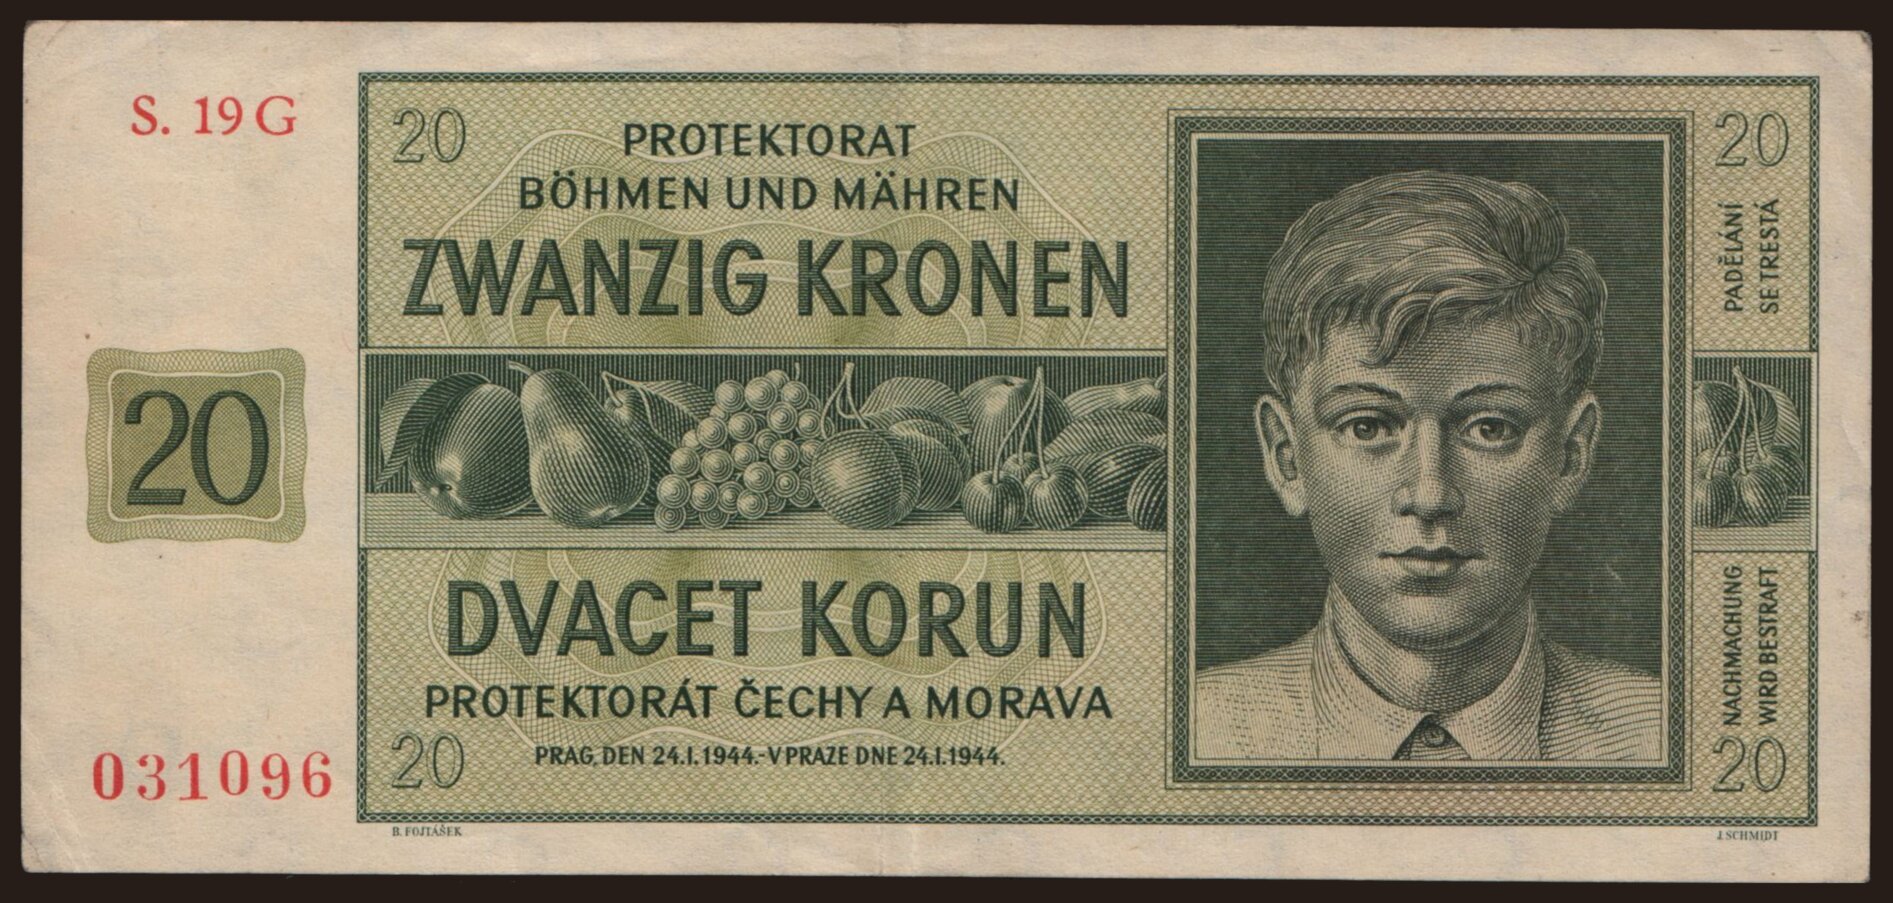 S. 19 G
20
PROTEKTORAT
BÖHMEN UND MÄHREN
ZWANZIG KRONEN
20
PADĚLÁNÍ
SE TRESTÁ
20
DVACET KORUN
PROTEKTORÁT ČECHY A MORAVA
PRAG, DEN 24.I.1944.-V PRAZE DNE 24.I.1944.
NACHMACHUNG
WIRD BESTRAFT
031096
20
20
B. FOJTÁŠEK
J. SCHMIDT